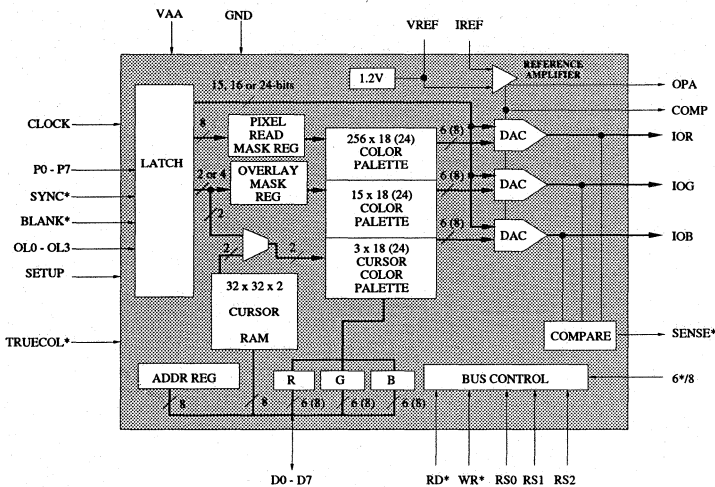 VAA
GND
VREF
IREF
1.2V
REFERENCE
AMPLIFIER
OPA
COMP
15, 16 or 24-bits
CLOCK
P0 - P7
SYNC*
BLANK*
OL0 - OL3
SETUP
TRUECOL*
LATCH
8
PIXEL
READ
MASK REG
2 or 4
OVERLAY
MASK
REG
2
2
2
256 x 18 (24)
COLOR
PALETTE
15 x 18 (24)
COLOR
PALETTE
3 x 18 (24)
CURSOR
COLOR
PALETTE
6 (8)
6 (8)
6 (8)
DAC
DAC
DAC
IOR
IOG
IOB
32 x 32 x 2
CURSOR
RAM
COMPARE
SENSE*
ADDR REG
R
G
B
BUS CONTROL
6*/8
8
8
6 (8)
6 (8)
6 (8)
D0 - D7
RD*
WR*
RS0
RS1
RS2